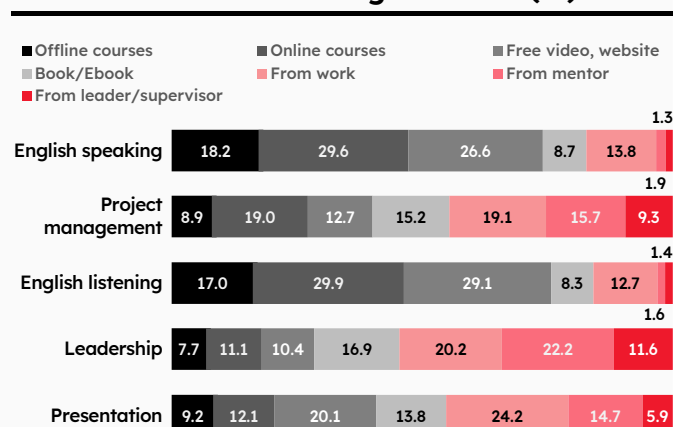 Offline courses
Online courses
Free video, website
Book/Ebook
From work
From mentor
From leader/supervisor
1.3
English speaking
18.2 29.6 26.6 8.7 13.8
1.9
Project
management
8.9 19.0 12.7 15.2 19.1 15.7 9.3
1.4
English listening
17.0 29.9 29.1 8.3 12.7
1.6
Leadership
7.7 11.1 10.4 16.9 20.2 22.2 11.6
Presentation
9.2 12.1 20.1 13.8 24.2 14.7 5.9